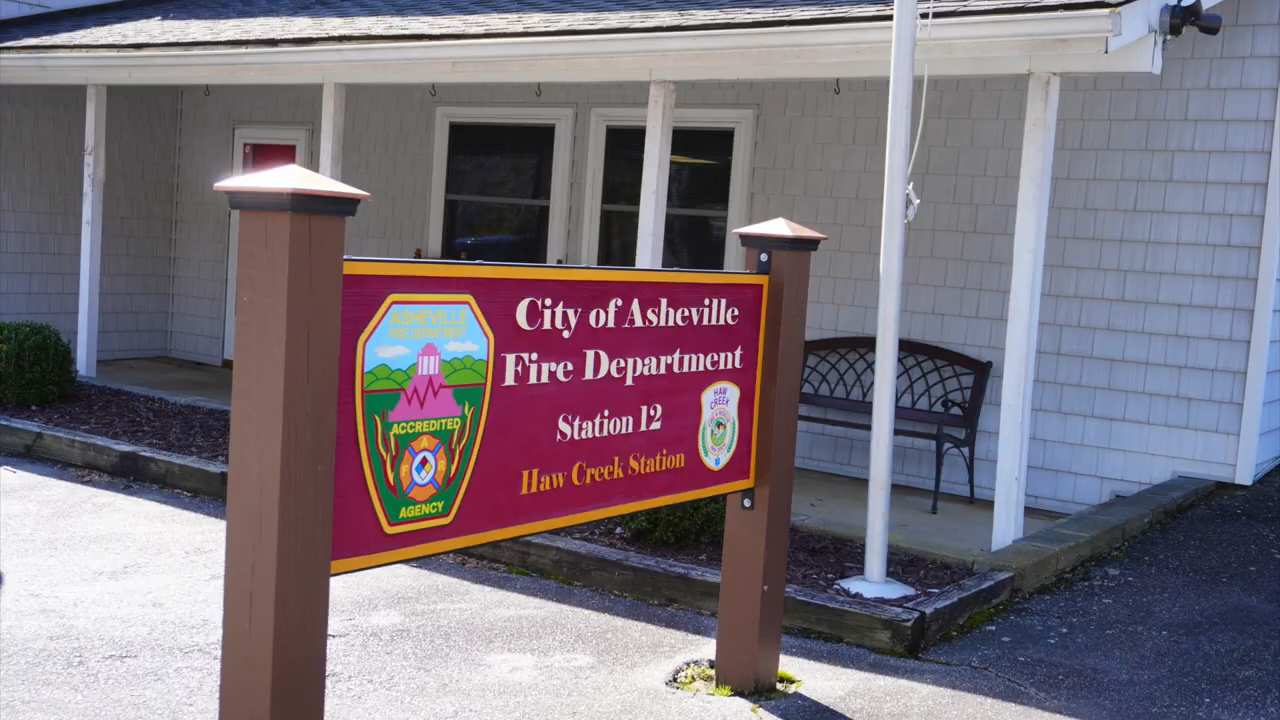 ASHEVILLE
FIRE DEPARTMENT
ACCREDITED
A
F R
AGENCY
City of Asheville
Fire Department
Station 12
Haw Creek Station
HAW
CREEK